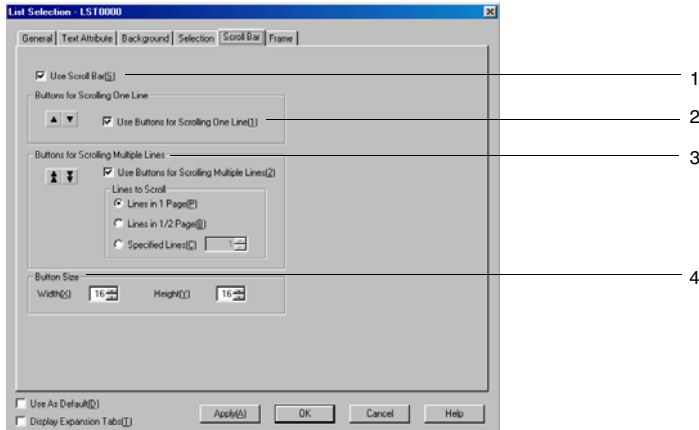 List Selection - LST0000
General Text Attribute Background Selection Scroll Bar Frame
Use Scroll Bar(S) 1
Buttons for Scrolling One Line
Use Buttons for Scrolling One Line(1) 2
Buttons for Scrolling Multiple Lines 3
Use Buttons for Scrolling Multiple Lines(2)
Lines to Scroll
Lines in 1 Page(P)
Lines in 1/2 Page(B)
Specified Lines(C) 1
Button Size 4
Width(X) 16 Height(Y) 16
Use As Default(D)
Display Expansion Tabs(T)
Apply(A) OK Cancel Help